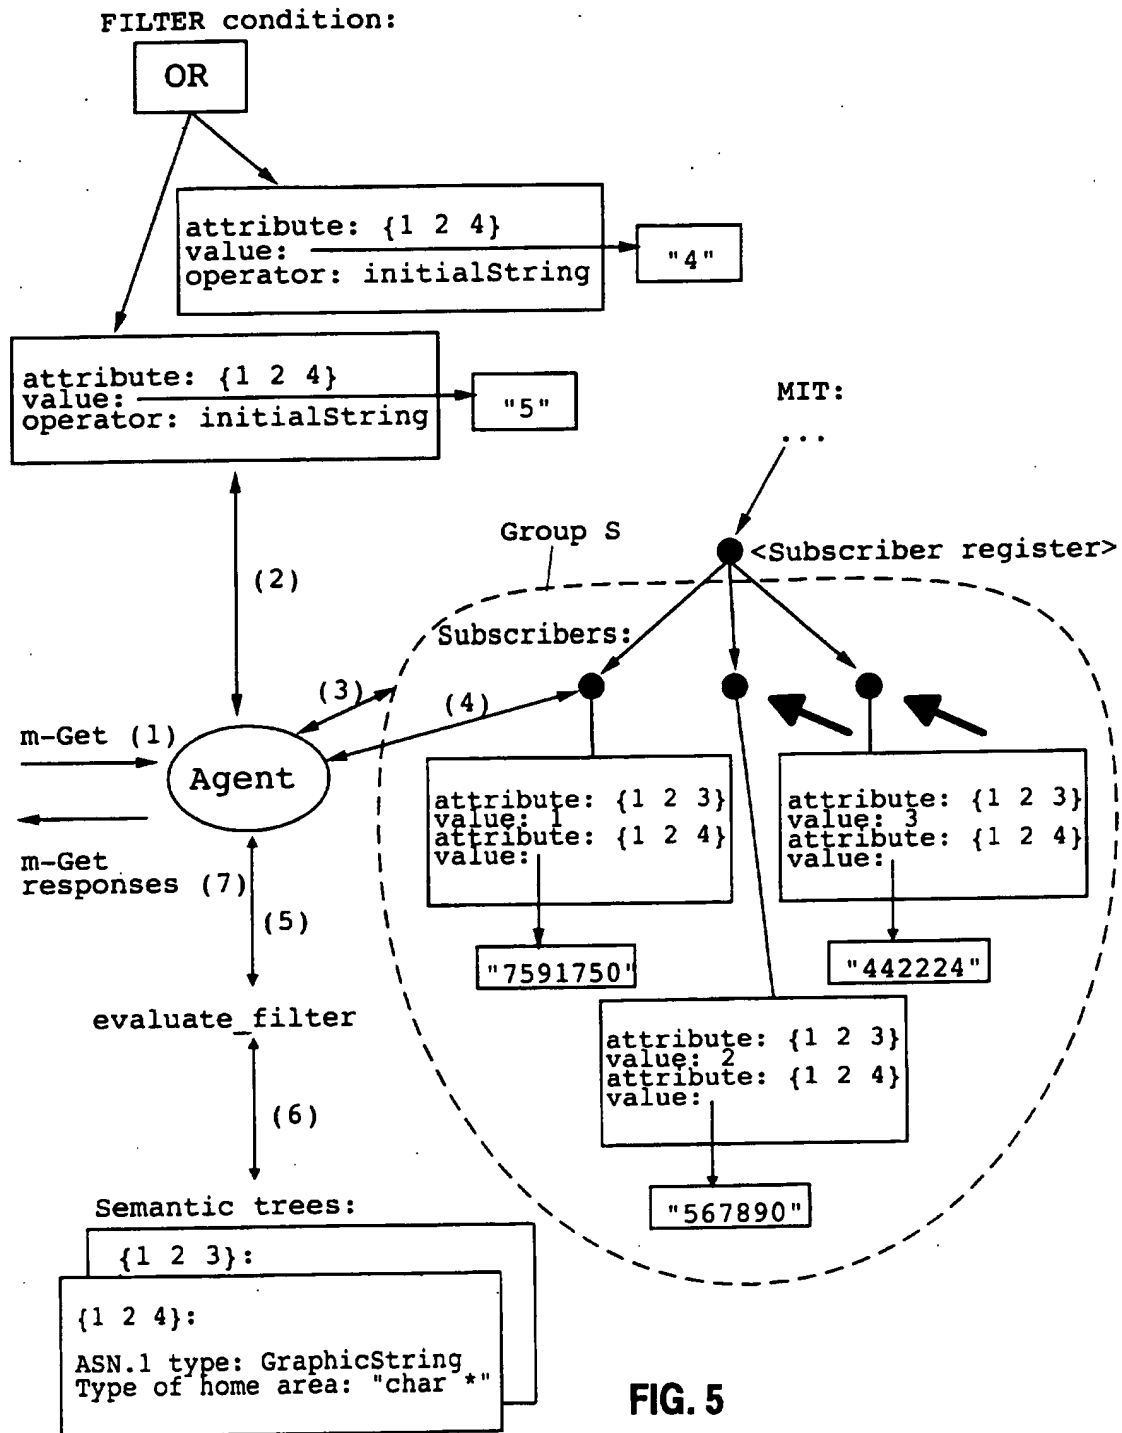 FILTER condition:
OR
attribute: {1 2 4}
value:
operator: initialString
"4"
attribute: {1 2 4}
value:
operator: initialString
"5"
MIT:
...
Group S
<Subscriber register>
(2)
Subscribers:
(3)
(4)
m-Get (1)
Agent
attribute: {1 2 3}
value: 1
attribute: {1 2 4}
value:
attribute: {1 2 3}
value: 3
attribute: {1 2 4}
value:
m-Get
responses (7)
(5)
"7591750"
"442224"
evaluate_filter
attribute: {1 2 3}
value: 2
attribute: {1 2 4}
value:
(6)
"567890"
Semantic trees:
{1 2 3}:
{1 2 4}:
ASN.1 type: GraphicString
Type of home area: "char *"
FIG. 5